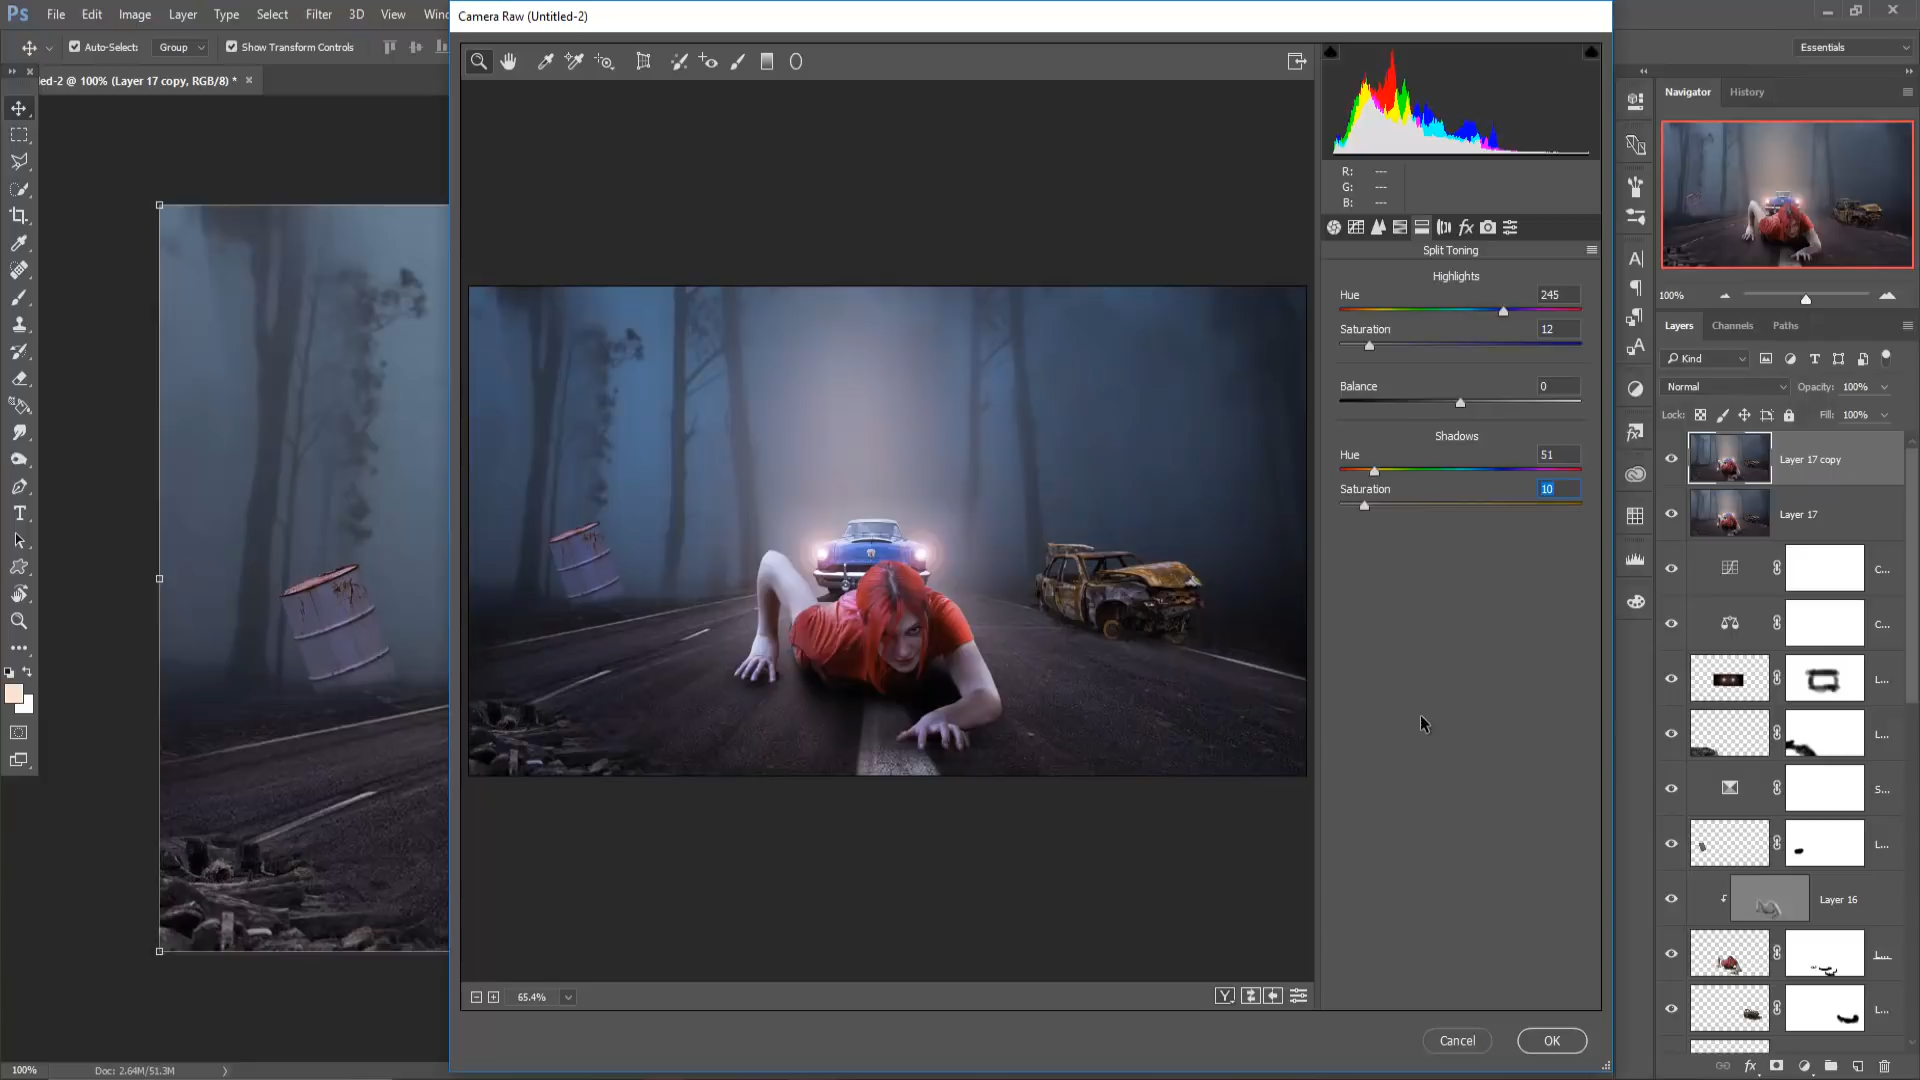 Ps File Edit Image Layer Type Select Filter 3D View Wind
Camera Raw (Untitled-2)
Auto-Select: Group Show Transform Controls
Essentials
ed-2 @ 100% (Layer 17 copy, RGB/8) *
Navigator History
R: ---
G: ---
B: ---
Split Toning
Highlights
Hue 245
Saturation 12
Balance 0
Shadows
Hue 51
Saturation 10
100%
Layers Channels Paths
Kind
Normal Opacity: 100%
Lock: Fill: 100%
Layer 17 copy
Layer 17
C...
C...
L...
L...
S...
L...
Layer 16
L...
L...
65.4%
Cancel OK
100% Doc: 2.64M/51.3M